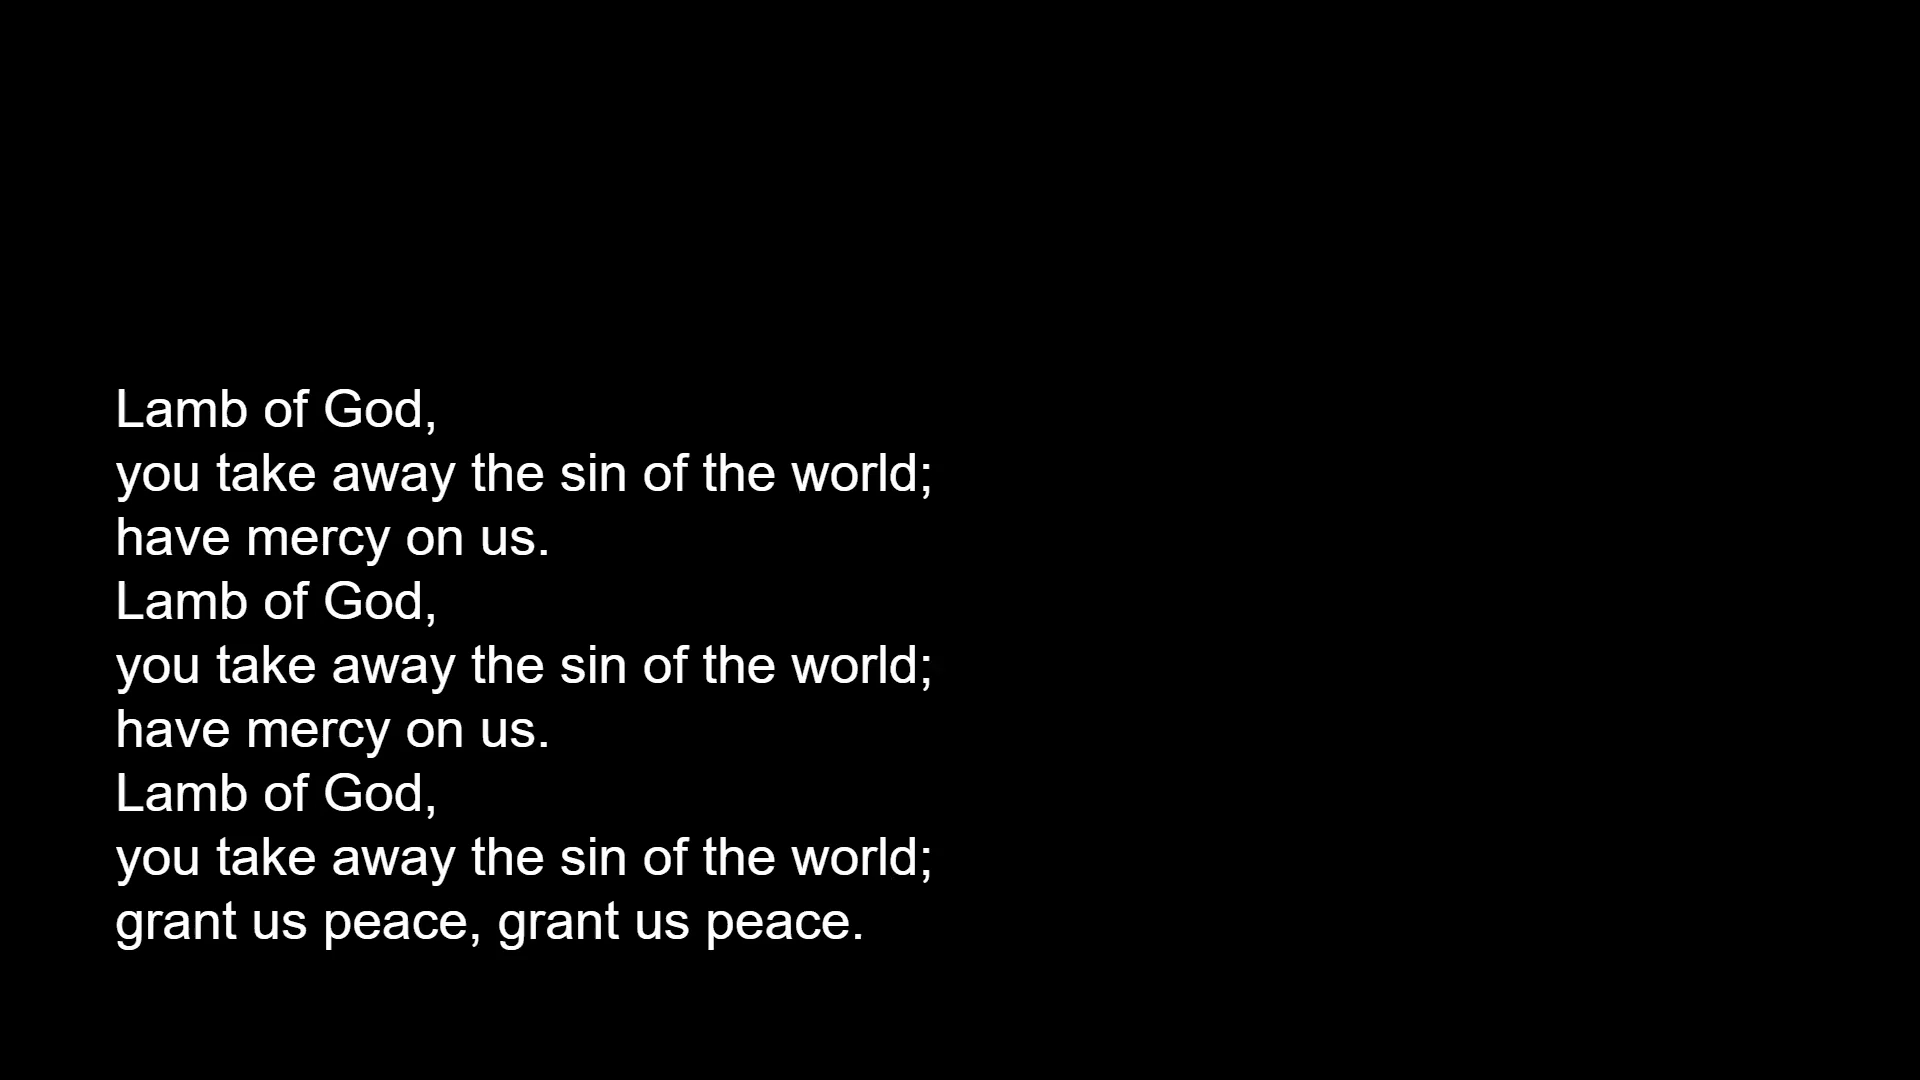 Lamb of God,
you take away the sin of the world;
have mercy on us.
Lamb of God,
you take away the sin of the world;
have mercy on us.
Lamb of God,
you take away the sin of the world;
grant us peace, grant us peace.